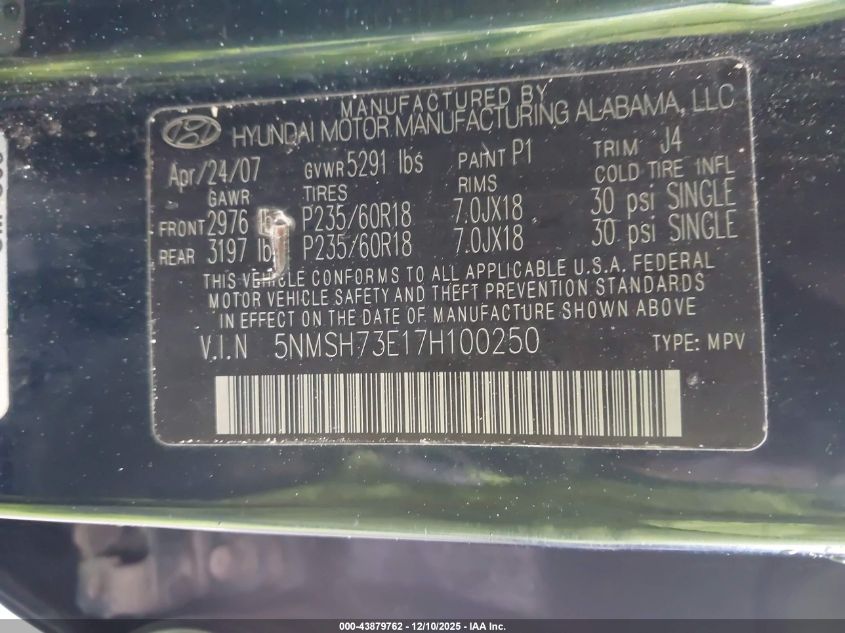 MANUFACTURED BY
HYUNDAI MOTOR MANUFACTURING ALABAMA, LLC
Apr/24/07 GVWR 5291 lbs PAINT P1 TRIM J4
GAWR TIRES RIMS COLD TIRE INFL
FRONT 2976 P235/60R18 7.0JX18 30 psi SINGLE
REAR 3197 lb P235/60R18 7.0JX18 30 psi SINGLE
THIS VEHICLE CONFORMS TO ALL APPLICABLE U.S.A. FEDERAL
MOTOR VEHICLE SAFETY AND THEFT PREVENTION STANDARDS
IN EFFECT ON THE DATE OF MANUFACTURE SHOWN ABOVE
V.I.N 5NMSH73E17H100250 TYPE: MPV
000-43879762 - 12/10/2025 - IAA Inc.